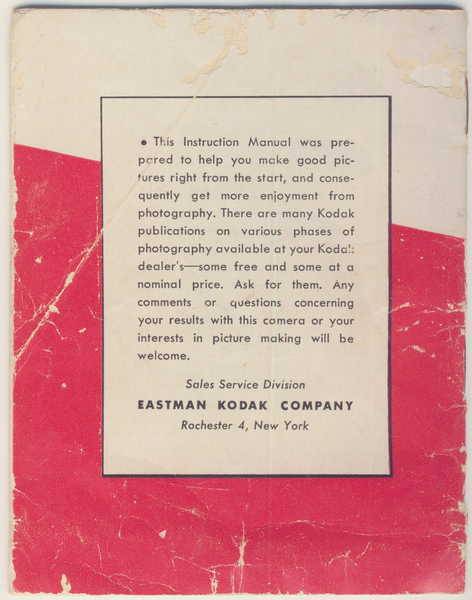 • This Instruction Manual was pre-
pared to help you make good pic-
tures right from the start, and conse-
quently get more enjoyment from
photography. There are many Kodak
publications on various phases of
photography available at your Kodak
dealer's—some free and some at a
nominal price. Ask for them. Any
comments or questions concerning
your results with this camera or your
interests in picture making will be
welcome.
Sales Service Division
EASTMAN KODAK COMPANY
Rochester 4, New York